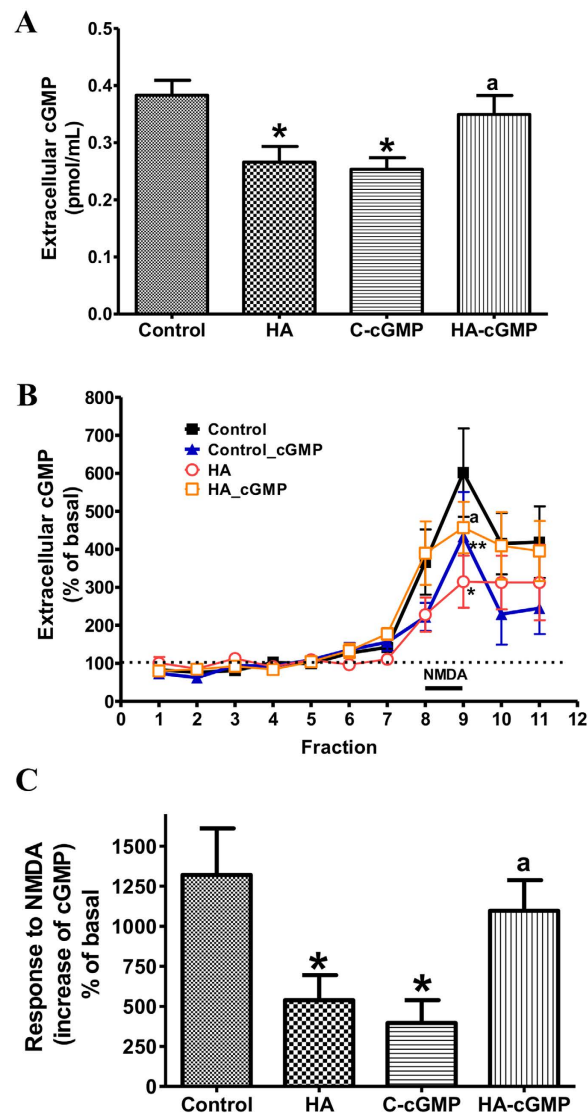 A
Extracellular cGMP
(pmol/mL)
0.5
0.4
0.3
0.2
0.1
0.0
*
*
a
Control HA C-cGMP HA-cGMP
B
Extracellular cGMP
(% of basal)
800
700
600
500
400
300
200
100
0
Control
Control_cGMP
HA
HA_cGMP
a
**
*
NMDA
0 1 2 3 4 5 6 7 8 9 10 11 12
Fraction
C
Response to NMDA
(increase of cGMP)
% of basal
1500
1250
1000
750
500
250
0
*
*
a
Control HA C-cGMP HA-cGMP